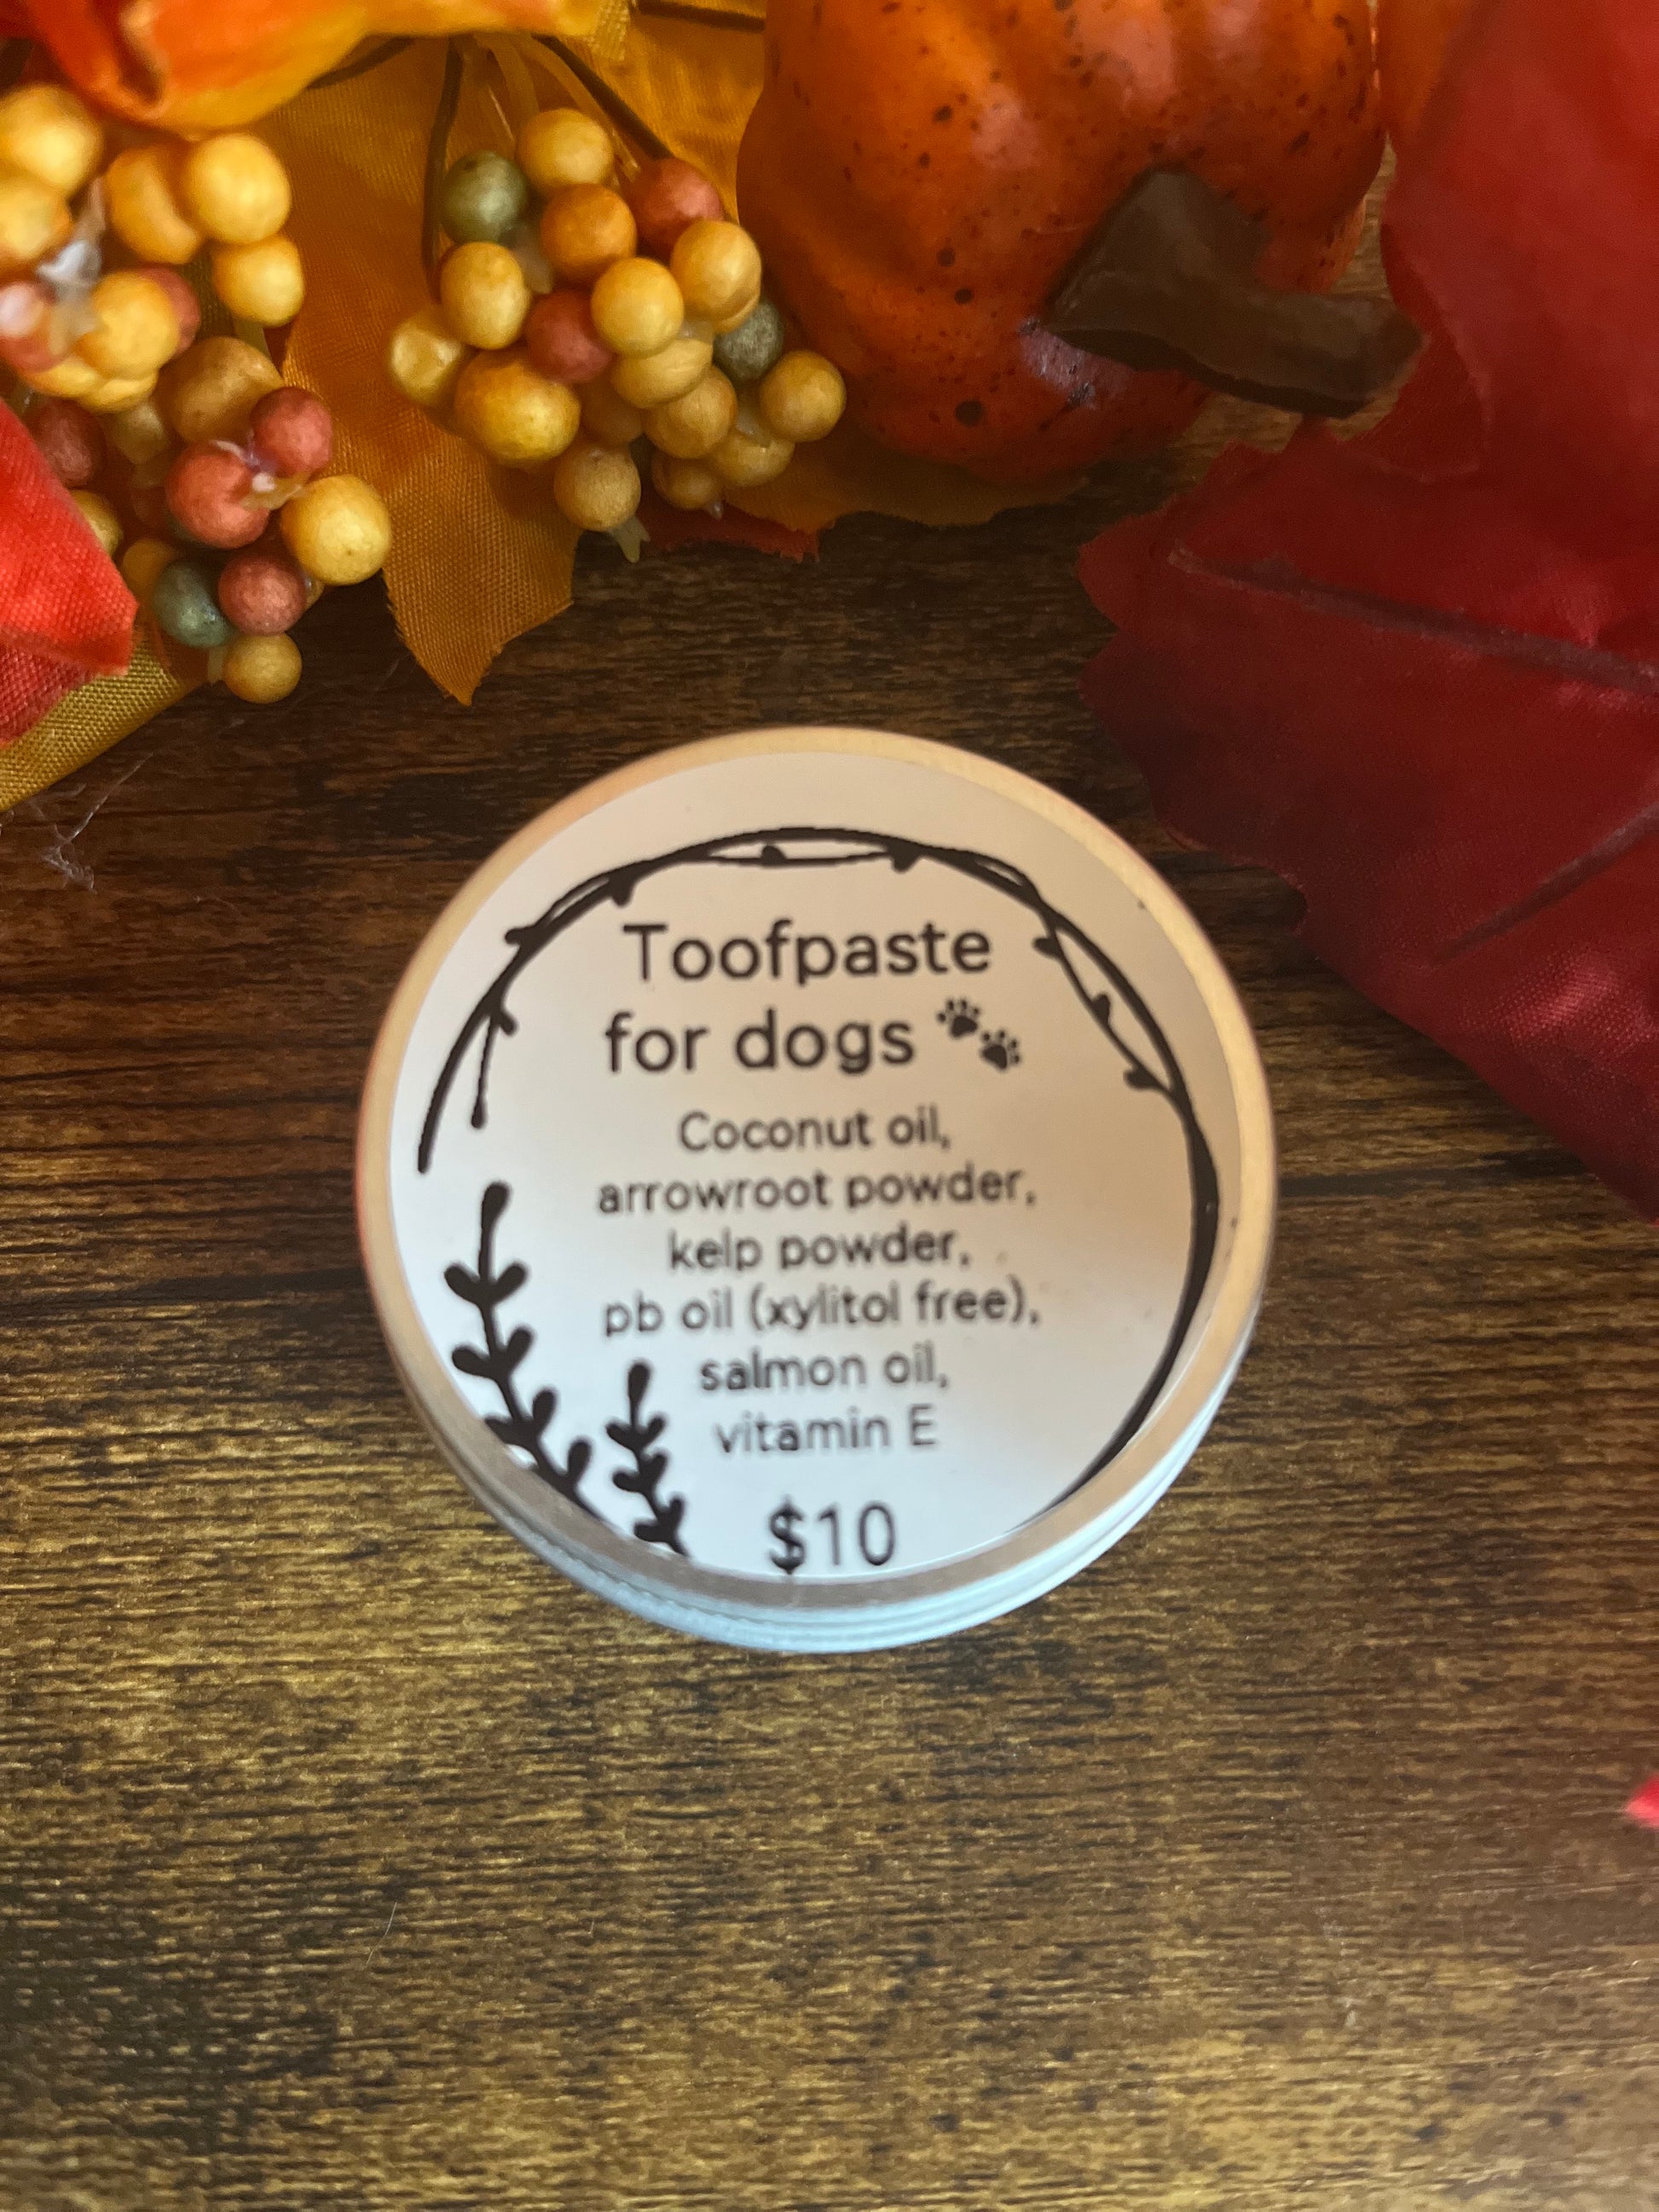 Toofpaste
for dogs
Coconut oil,
arrowroot powder,
kelp powder,
pb oil (xylitol free),
salmon oil,
vitamin E
$10